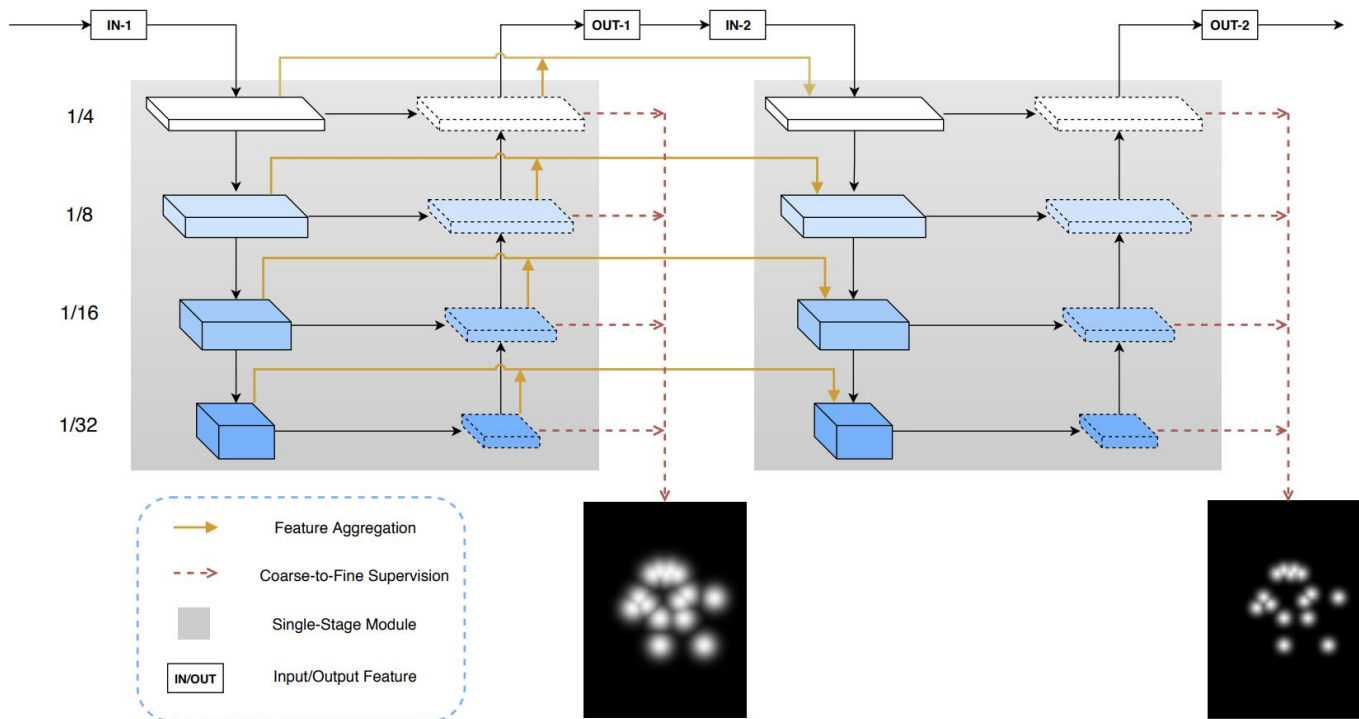 IN-1
OUT-1
IN-2
OUT-2
1/4
1/8
1/16
1/32
Feature Aggregation
Coarse-to-Fine Supervision
Single-Stage Module
IN/OUT
Input/Output Feature